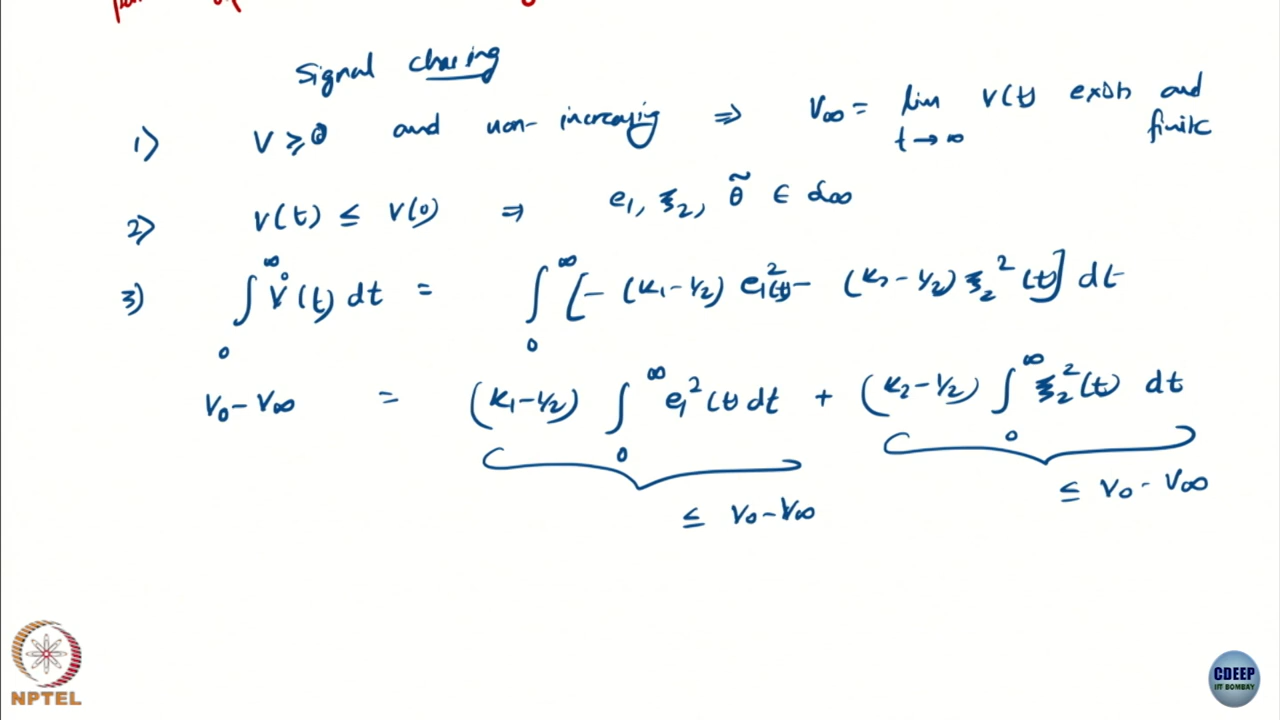 Signal chasing
1) V ≥ 0 and non-increasing ⇒ V∞ = lim t→∞ V(t) exists and finite
2) V(t) ≤ V(0) ⇒ e₁, ξ₂, θ̃ ∈ L∞
3) ∫₀^∞ V̇(t) dt = ∫₀^∞ [-(k₁-1/2) e₁²(t) - (k₂-1/2) ξ₂²(t)] dt
V₀-V∞ = (k₁-1/2) ∫₀^∞ e₁²(t) dt + (k₂-1/2) ∫₀^∞ ξ₂²(t) dt
≤ V₀-V∞ ≤ V₀-V∞
NPTEL
CDEEP
IIT BOMBAY